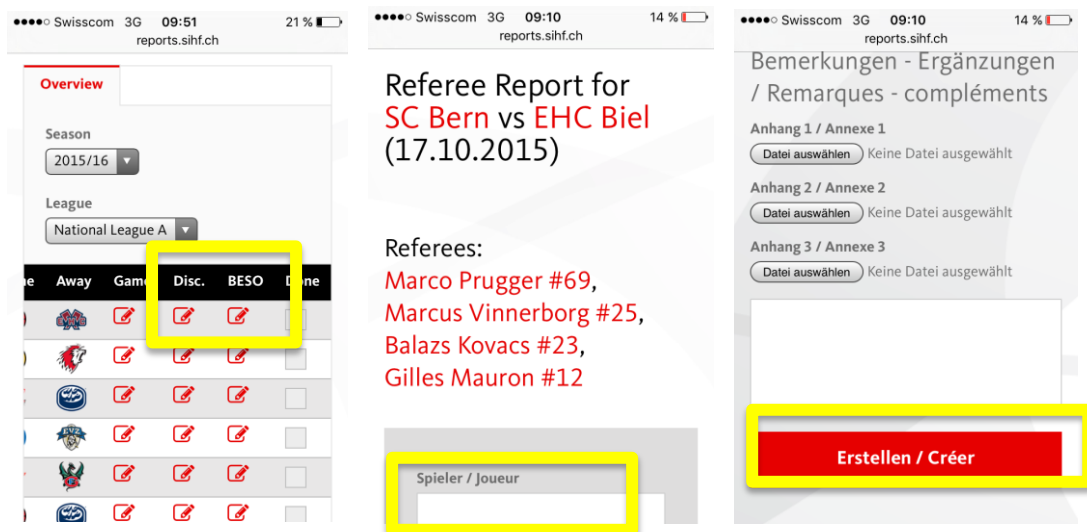 Swisscom 3G 09:51 21 %
reports.sihf.ch
Overview
Season
2015/16
League
National League A
Away Gam Disc. BESO
Swisscom 3G 09:10 14 %
reports.sihf.ch
Referee Report for
SC Bern vs EHC Biel
(17.10.2015)
Referees:
Marco Prugger #69,
Marcus Vinnerborg #25,
Balazs Kovacs #23,
Gilles Mauron #12
Spieler / Joueur
Swisscom 3G 09:10 14 %
reports.sihf.ch
Bemerkungen - Ergänzungen
/ Remarques - compléments
Anhang 1 / Annexe 1
Datei auswählen Keine Datei ausgewählt
Anhang 2 / Annexe 2
Datei auswählen Keine Datei ausgewählt
Anhang 3 / Annexe 3
Datei auswählen Keine Datei ausgewählt
Erstellen / Créer